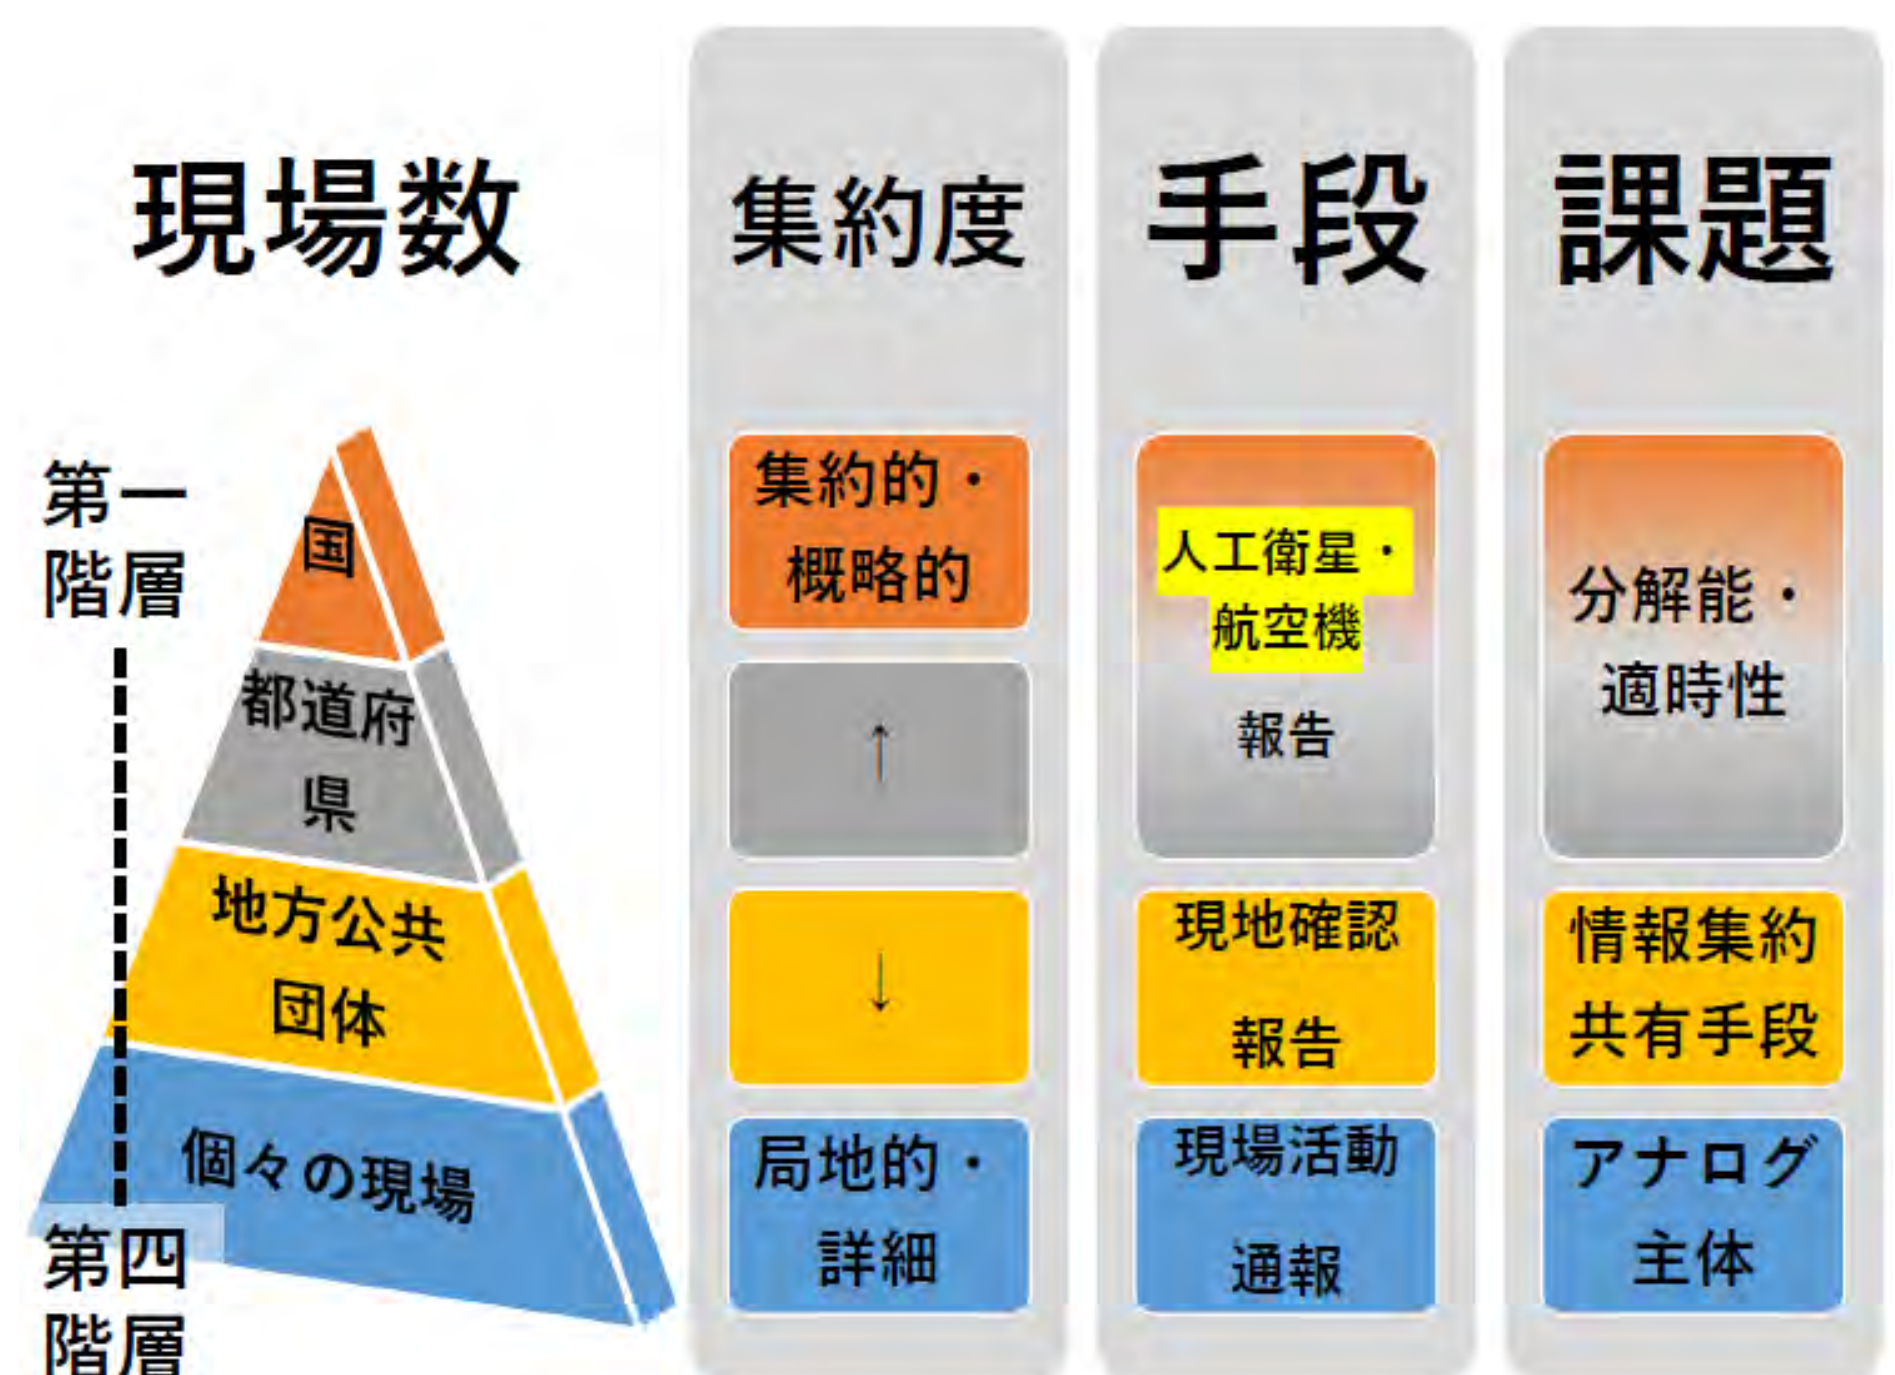 現場数
第一
階層
国
都道府
県
地方公共
団体
個々の現場
第四
階層
集約度
集約的・
概略的
↑
↓
局地的・
詳細
手段
人工衛星・
航空機
報告
現地確認
報告
現場活動
通報
課題
分解能・
適時性
情報集約
共有手段
アナログ
主体